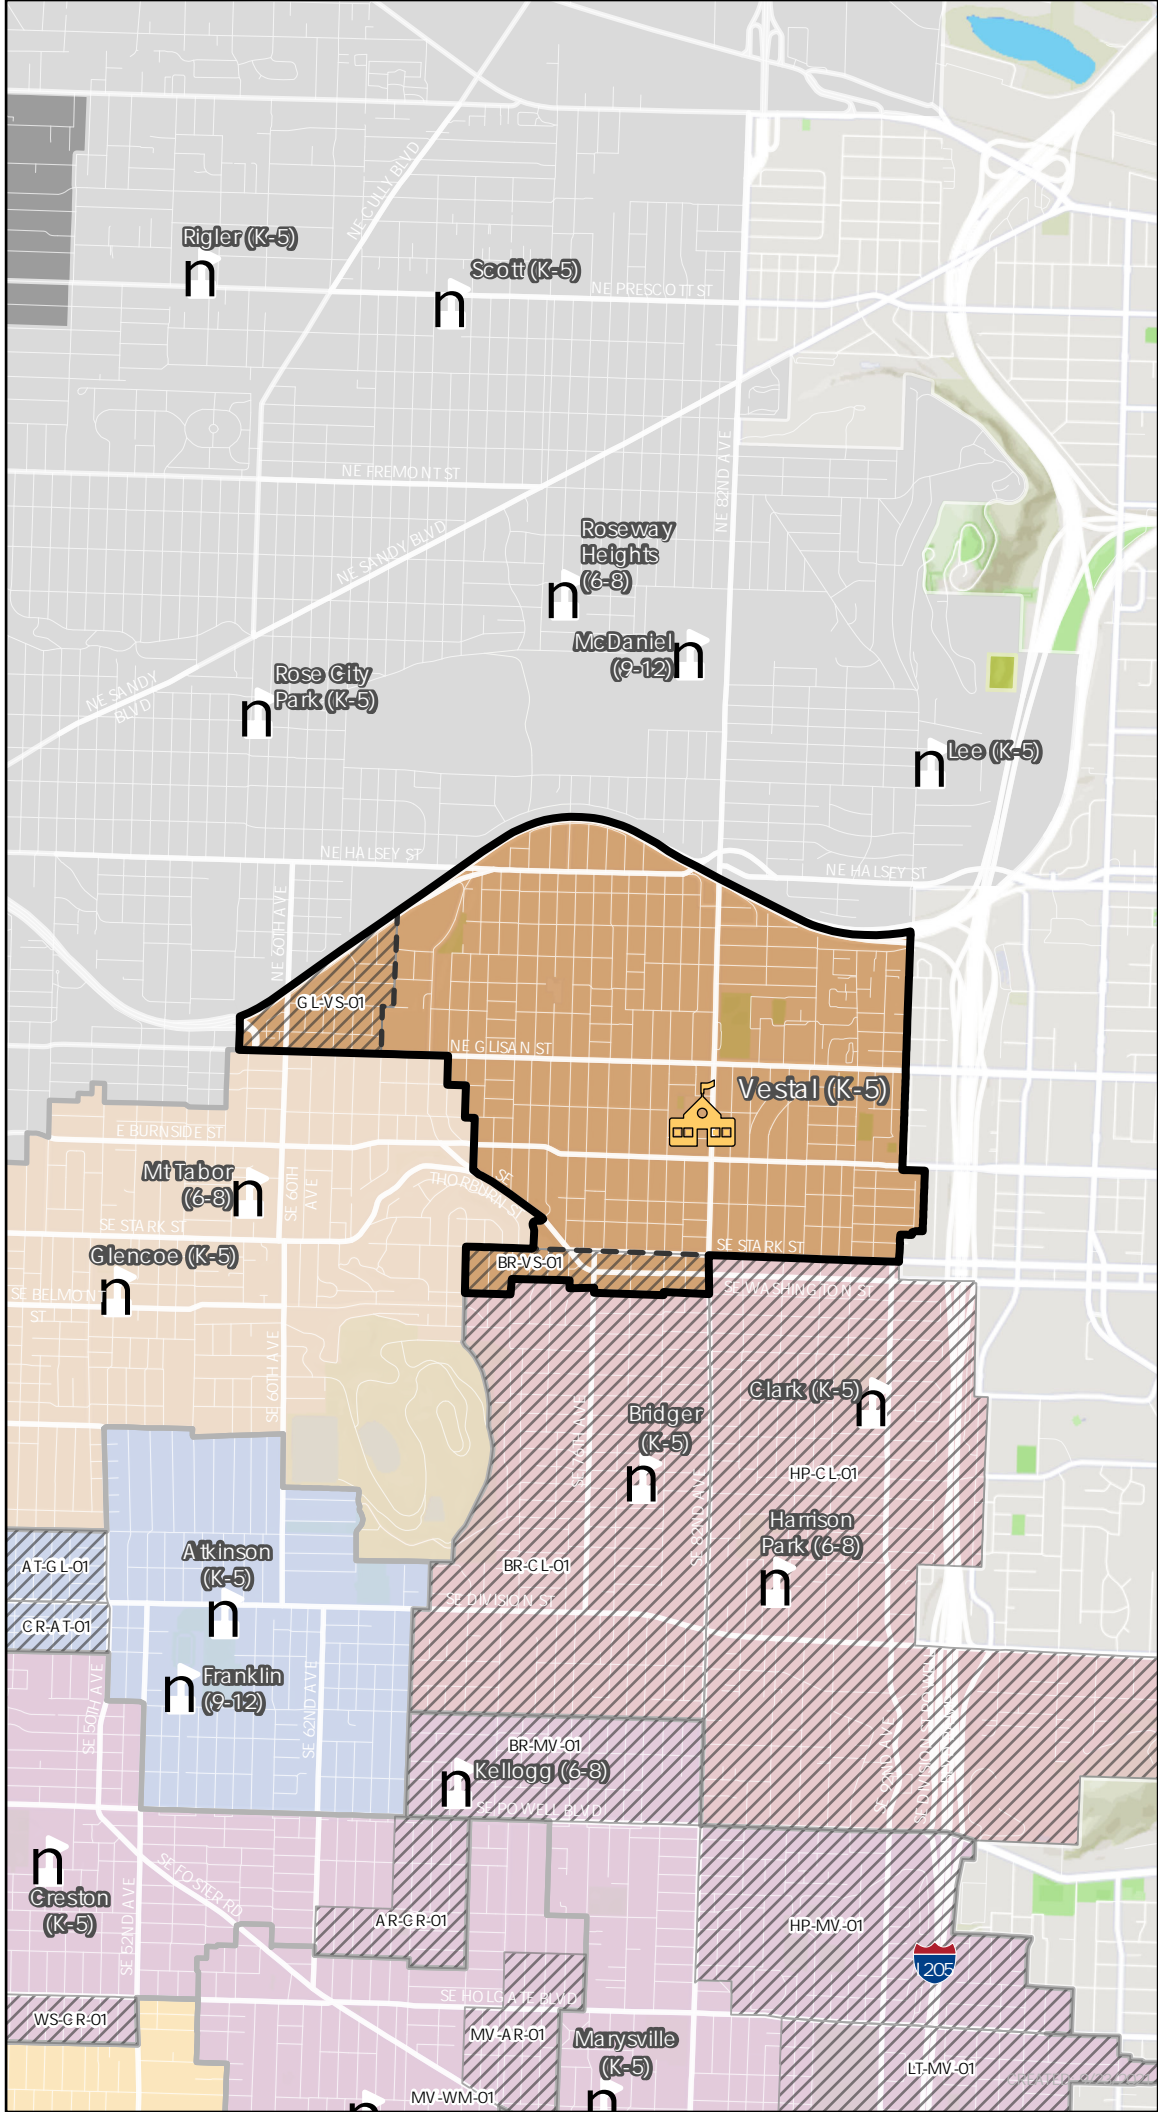 NE CULLY BLVD
Rigler (K-5)
Scott (K-5)
NE PRESCOTT ST
NE 82ND AVE
NE FREMONT ST
NE SANDY BLVD
Roseway
Heights
(6-8)
McDaniel
(9-12)
Rose City
Park (K-5)
NE SANDY
BLVD
Lee (K-5)
NE HALSEY ST
NE HALSEY ST
NE 60TH AVE
GL-VS-01
NE GLISAN ST
Vestal (K-5)
E BURNSIDE ST
Mt Tabor
(6-8)
SE 60TH
AVE
SE
THORBURN ST
SE STARK ST
SE STARK ST
Glencoe (K-5)
BR-VS-01
SE BELMONT
ST
SE WASHINGTON ST
SE 60TH AVE
Clark (K-5)
Bridger
(K-5)
SE 76TH AVE
SE 82ND AVE
HP-CL-01
Harrison
Park (6-8)
Atkinson
(K-5)
AT-GL-01
BR-CL-01
SE DIVISION ST
CR-AT-01
Franklin
(9-12)
SE 50TH AVE
SE 62ND AVE
BR-MV-01
Kellogg (6-8)
SE POWELL BLVD
SE 92ND AVE
Creston
(K-5)
SE FOSTER RD
SE 52ND AVE
AR-CR-01
HP-MV-01
I 205
WS-CR-01
SE HOLGATE BLVD
MV-AR-01
Marysville
(K-5)
MV-WM-01
LT-MV-01